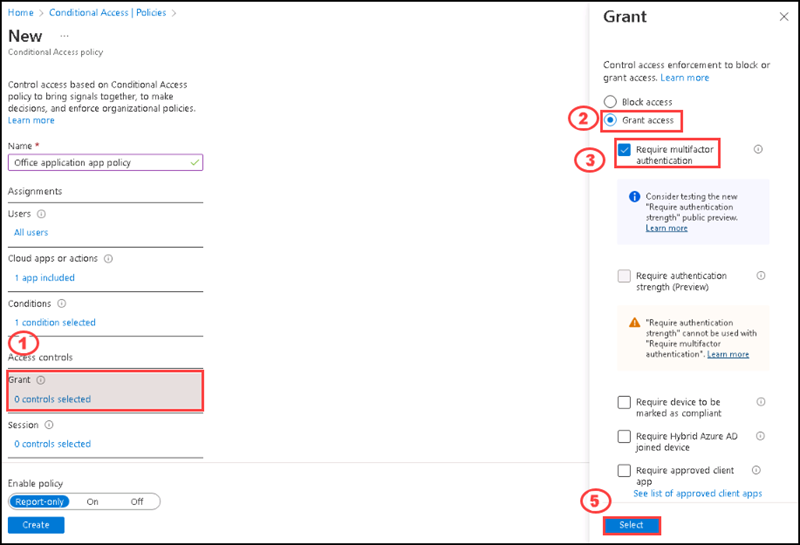 Home > Conditional Access | Policies >
New ...
Conditional Access policy
Control access based on Conditional Access
policy to bring signals together, to make
decisions, and enforce organizational policies.
Learn more
Name *
Office application app policy
Assignments
Users
All users
Cloud apps or actions
1 app included
Conditions
1 condition selected
1
Access controls
Grant
0 controls selected
Session
0 controls selected
Enable policy
Report-only On Off
Create
Grant
Control access enforcement to block or
grant access. Learn more
Block access
2
Grant access
3
Require multifactor
authentication
Consider testing the new
"Require authentication
strength" public preview.
Learn more
Require authentication
strength (Preview)
"Require authentication
strength" cannot be used with
"Require multifactor
authentication". Learn more
Require device to be
marked as compliant
Require Hybrid Azure AD
joined device
Require approved client
app
See list of approved client apps
5
Select